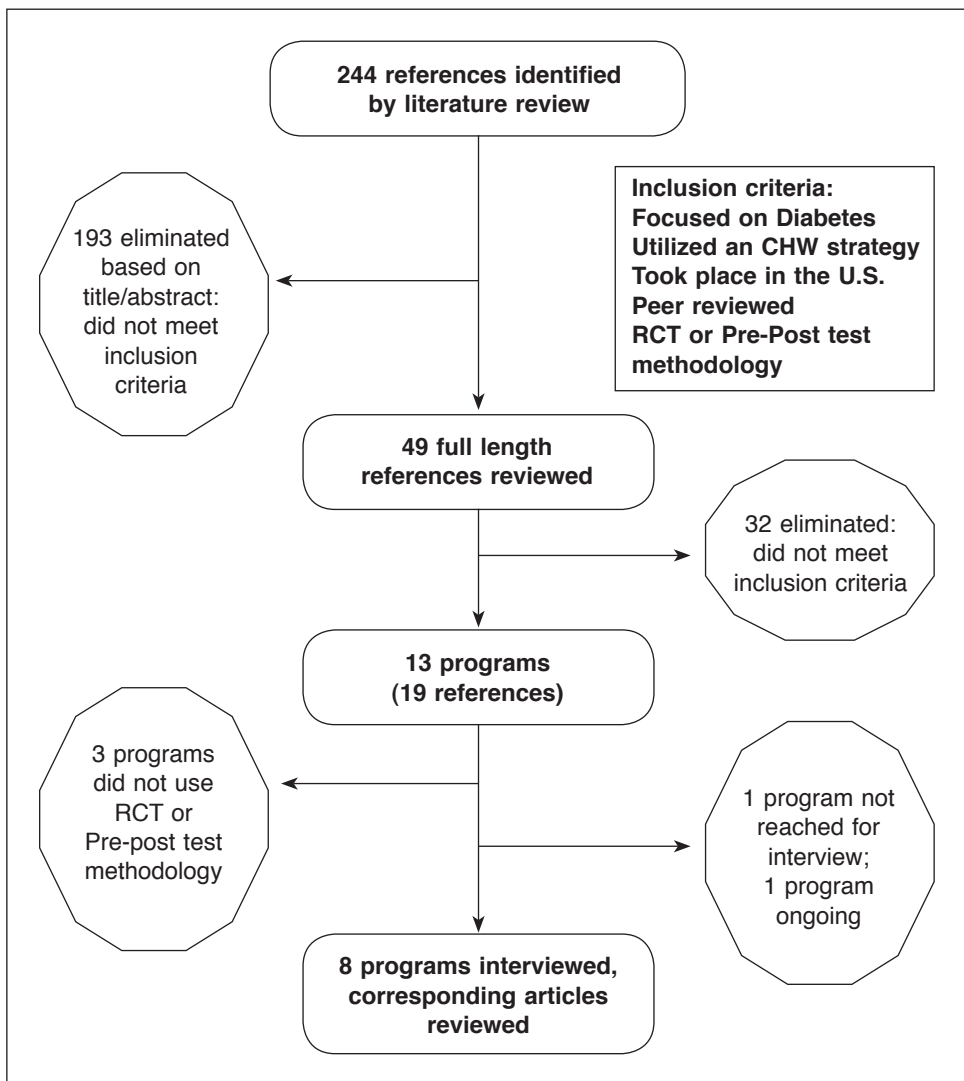 244 references identified
by literature review
Inclusion criteria:
Focused on Diabetes
Utilized an CHW strategy
Took place in the U.S.
Peer reviewed
RCT or Pre-Post test
methodology
193 eliminated
based on
title/abstract:
did not meet
inclusion
criteria
49 full length
references reviewed
32 eliminated:
did not meet
inclusion criteria
13 programs
(19 references)
3 programs
did not use
RCT or
Pre-post test
methodology
1 program not
reached for
interview;
1 program
ongoing
8 programs interviewed,
corresponding articles
reviewed